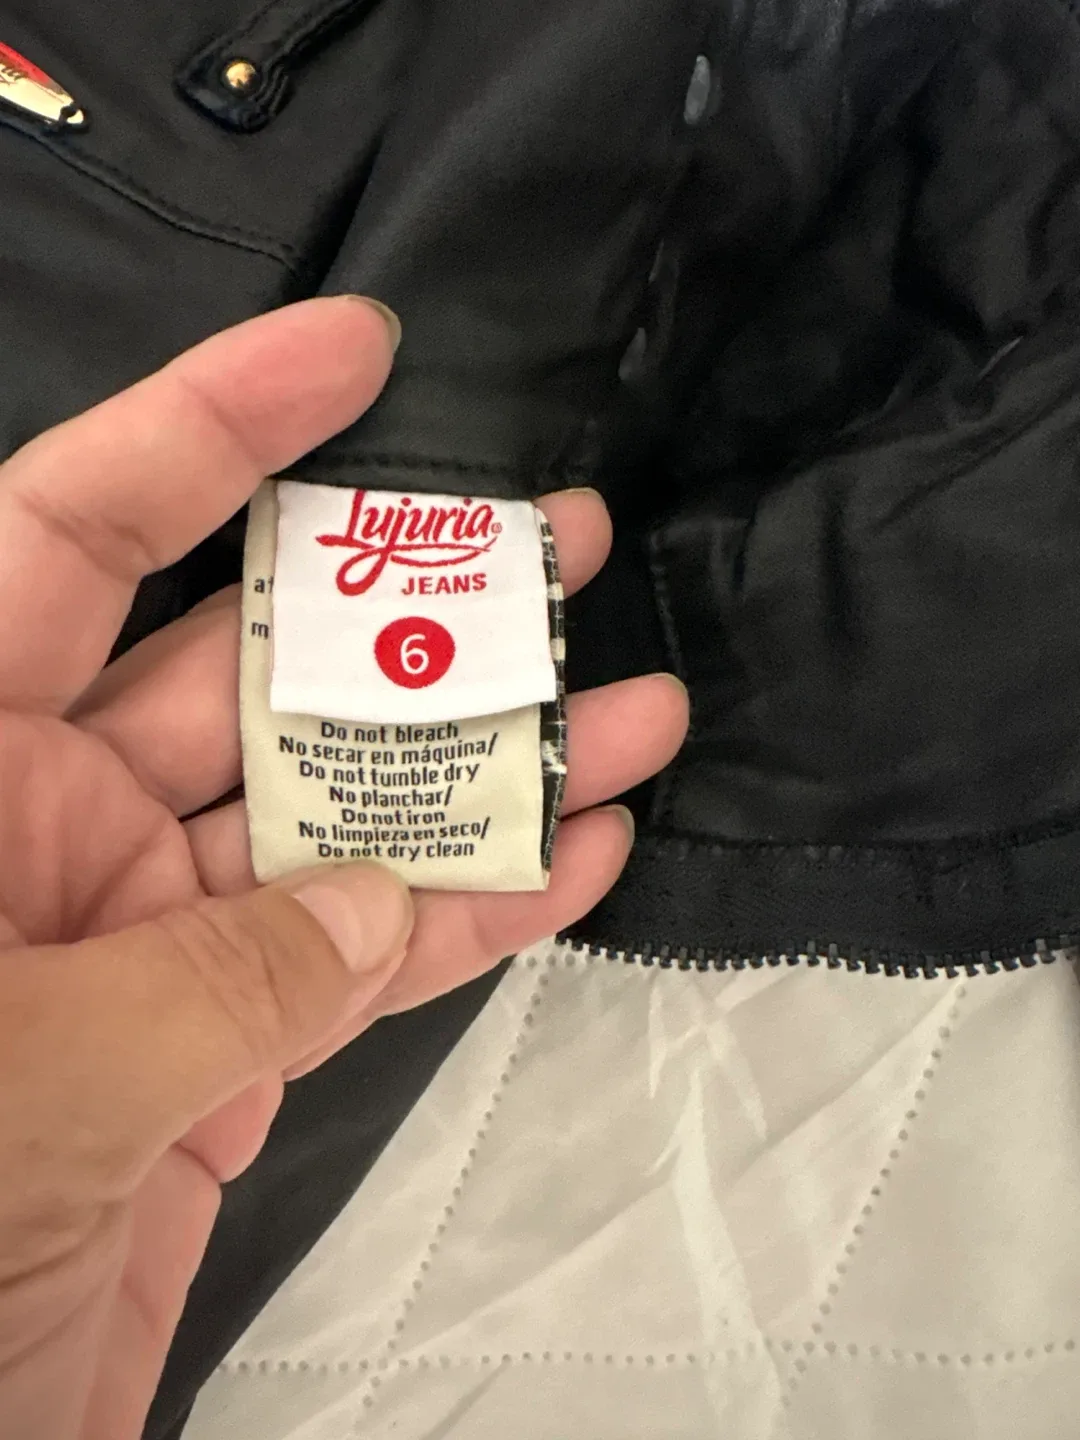 Lujuria®
JEANS
6
Do not bleach
No secar en máquina/
Do not tumble dry
No planchar/
Do not iron
No limpieza en seco/
Do not dry clean